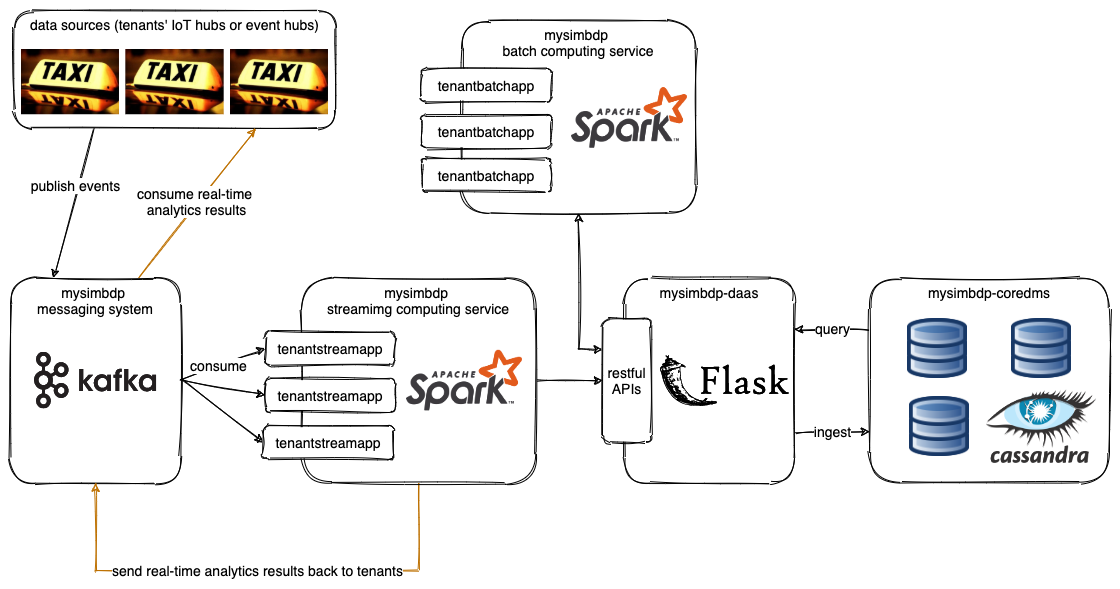 data sources (tenants' IoT hubs or event hubs)
TAXI
TAXI
TAXI
publish events
consume real-time
analytics results
mysimbdp
batch computing service
tenantbatchapp
tenantbatchapp
tenantbatchapp
APACHE
Spark™
mysimbdp
messaging system
kafka
consume
mysimbdp
streamimg computing service
tenantstreamapp
tenantstreamapp
tenantstreamapp
APACHE
Spark™
mysimbdp-daas
restful
APIs
Flask
query
ingest
mysimbdp-coredms
cassandra
send real-time analytics results back to tenants